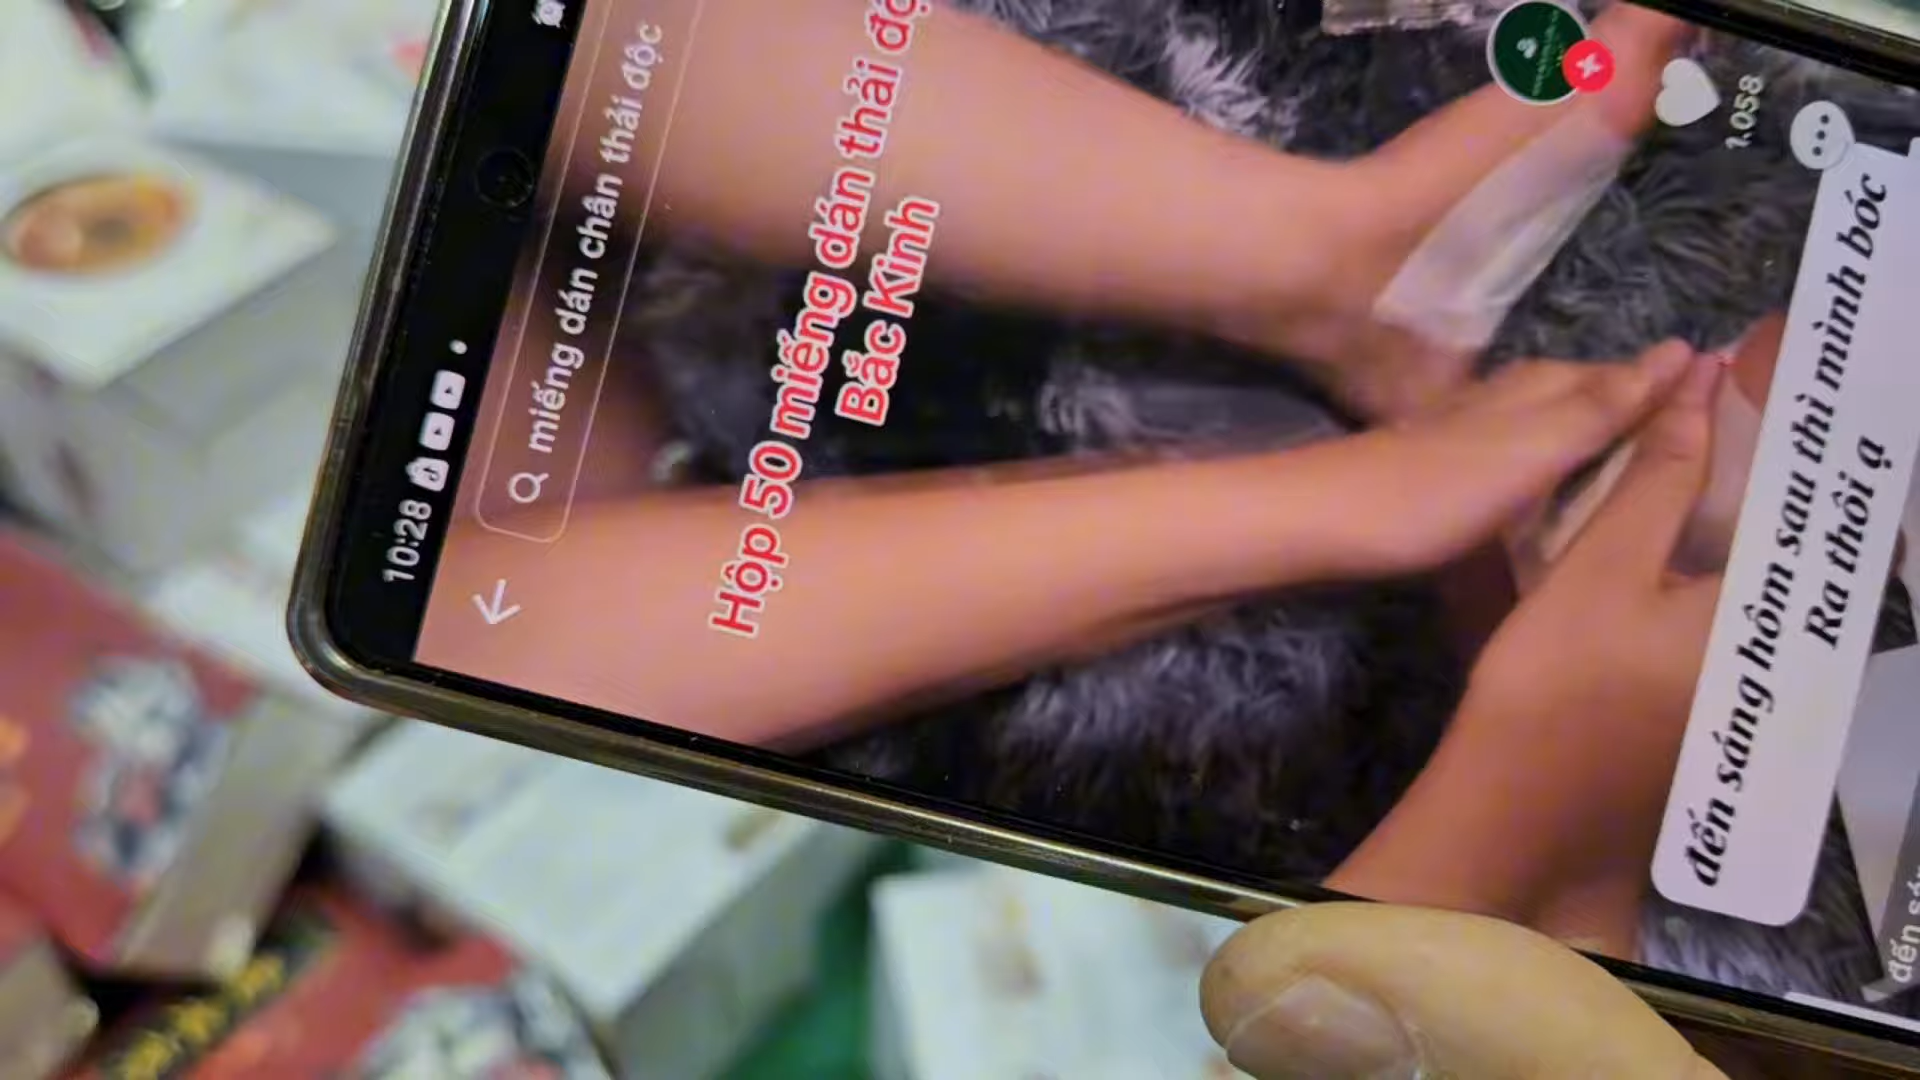 10:28
miếng dán chân thải độc
Hộp 50 miếng dán thải
Bắc Kinh
1.058
đến sáng hôm sau thì mình bóc
Ra thôi ạ
đến